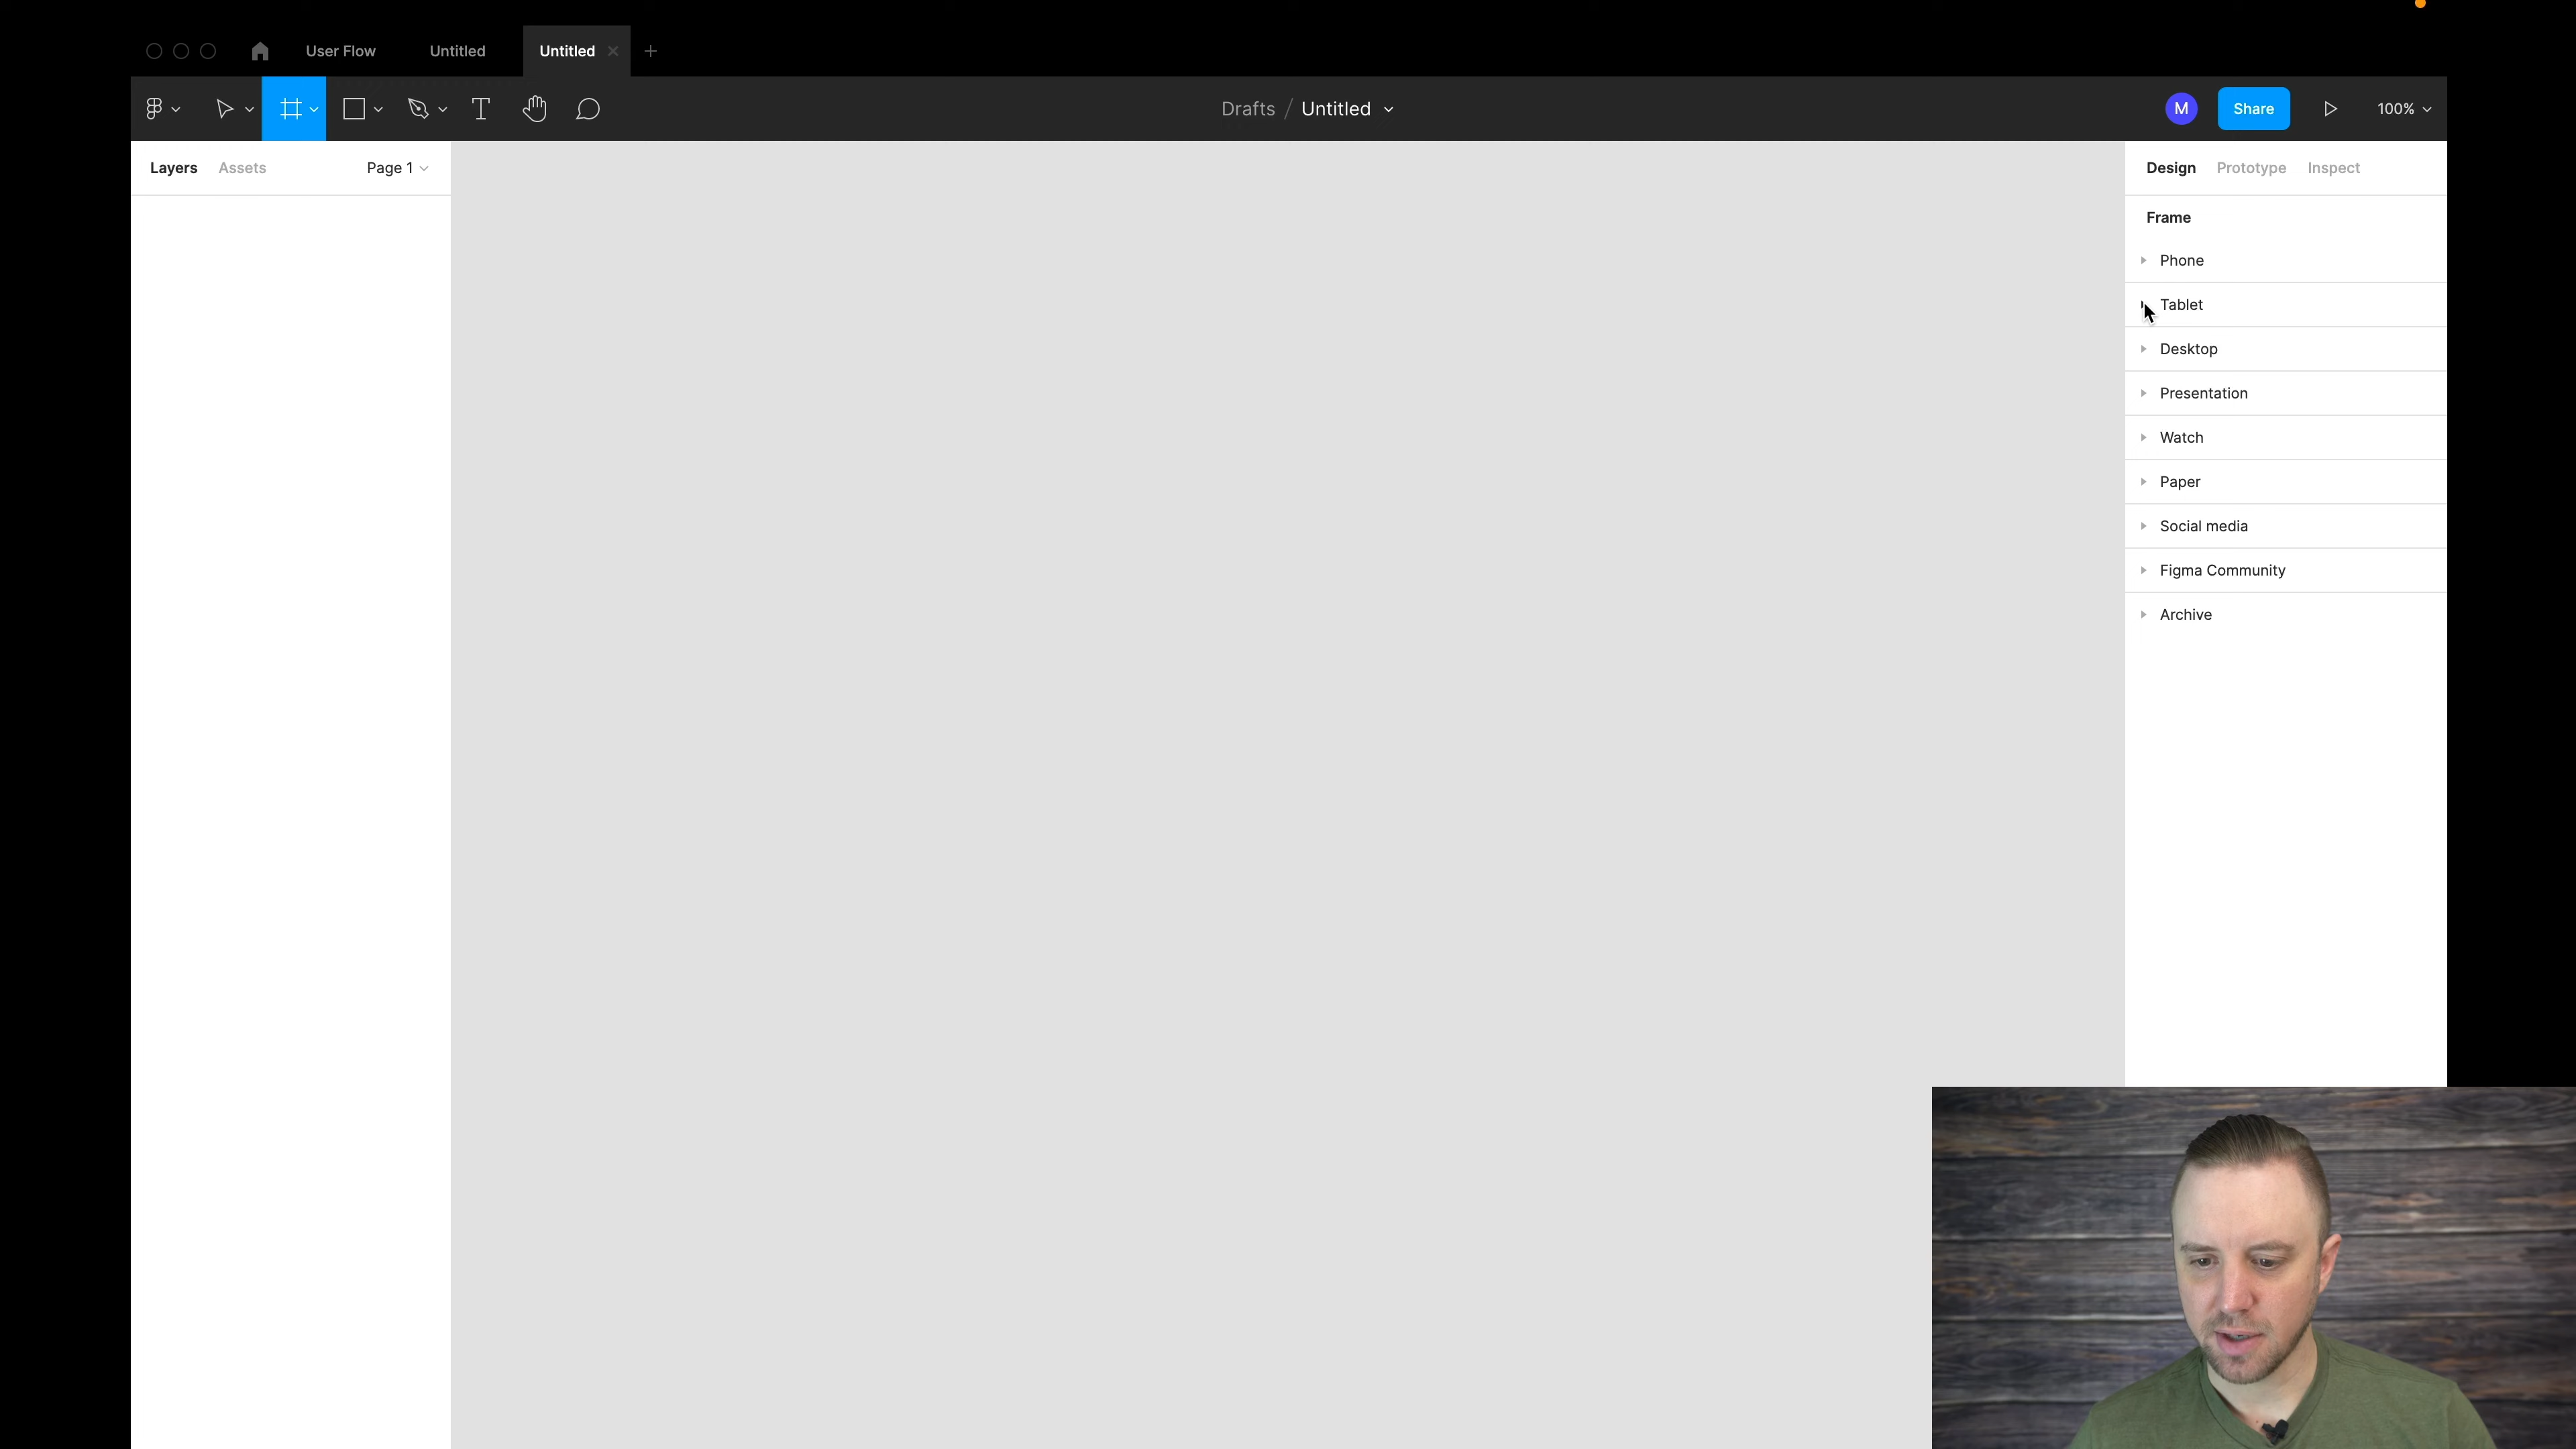 User Flow
Untitled
Untitled
Drafts / Untitled
M
Share
100%
Layers
Assets
Page 1
Design
Prototype
Inspect
Frame
Phone
Tablet
Desktop
Presentation
Watch
Paper
Social media
Figma Community
Archive